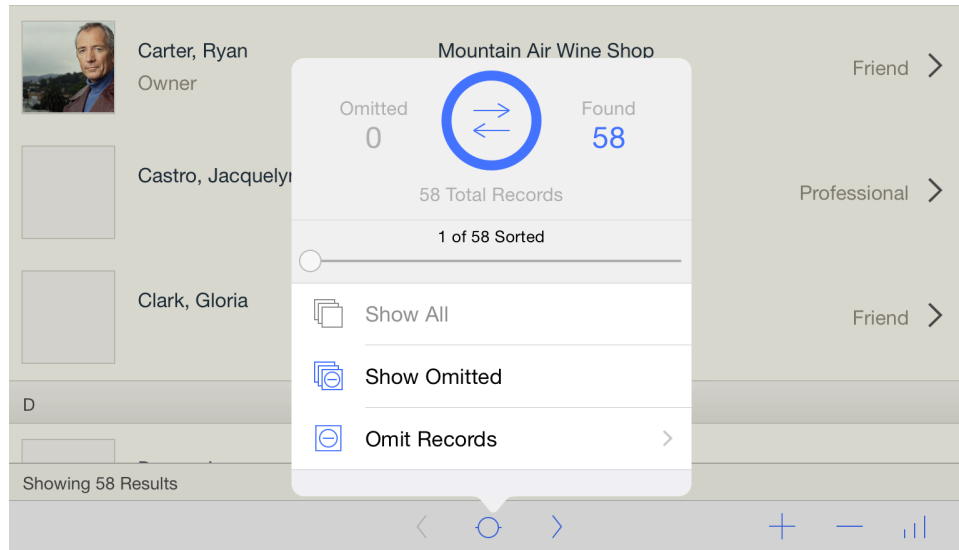 Carter, Ryan
Owner
Mountain Air Wine Shop
Friend
Omitted
0
Found
58
58 Total Records
Castro, Jacquelyn
Professional
1 of 58 Sorted
Clark, Gloria
Friend
Show All
Show Omitted
D
Omit Records
Showing 58 Results